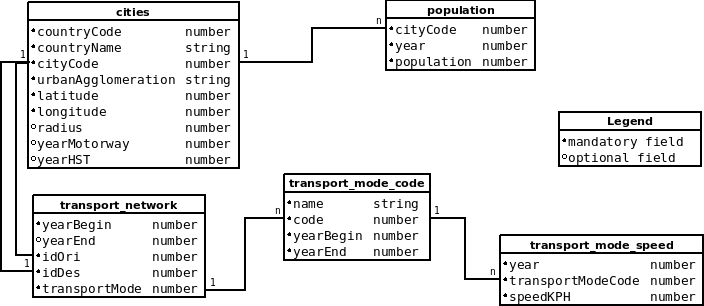 cities
countryCode number
countryName string
cityCode number
urbanAgglomeration string
latitude number
longitude number
radius number
yearMotorway number
yearHST number
population
cityCode number
year number
population number
1
1
n
Legend
mandatory field
optional field
transport_network
yearBegin number
yearEnd number
idOri number
idDes number
transportMode number
1
1
n
transport_mode_code
name string
code number
yearBegin number
yearEnd number
1
n
transport_mode_speed
year number
transportModeCode number
speedKPH number